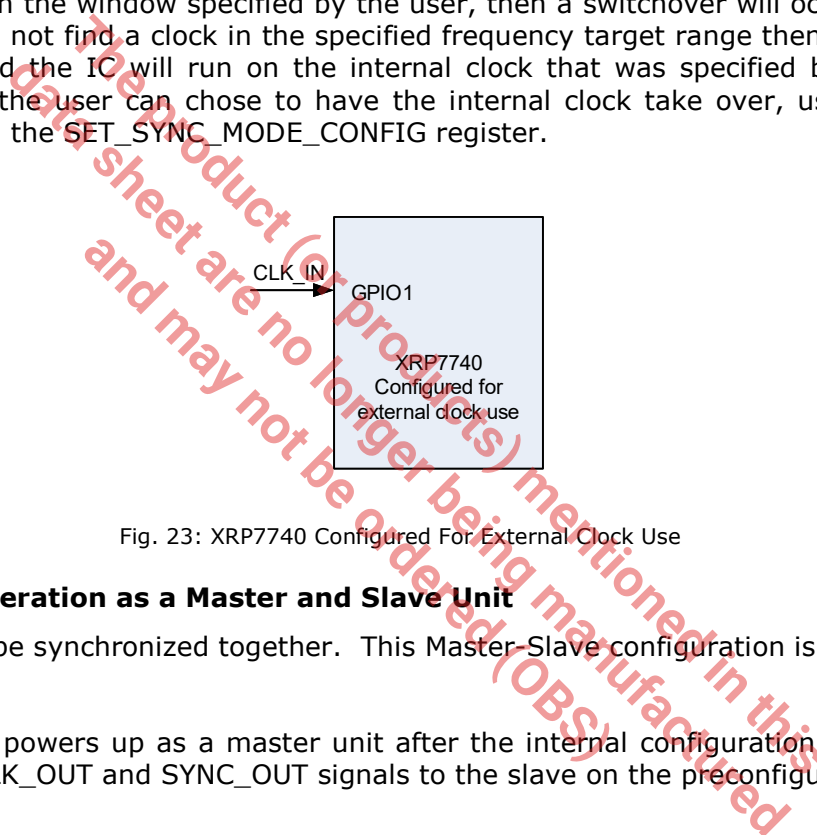 n the window specified by the user, then a switchover will oc
not find a clock in the specified frequency target range then
d the IC will run on the internal clock that was specified b
the user can chose to have the internal clock take over, us
the SET_SYNC_MODE_CONFIG register.
CLK_IN
GPIO1
XRP7740
Configured for
external clock use
Fig. 23: XRP7740 Configured For External Clock Use
eration as a Master and Slave Unit
be synchronized together. This Master-Slave configuration is
powers up as a master unit after the internal configuration
LK_OUT and SYNC_OUT signals to the slave on the preconfigu
The product (or products) mentioned in this
data sheet are no longer being manufactured
and may not be ordered (OBS)